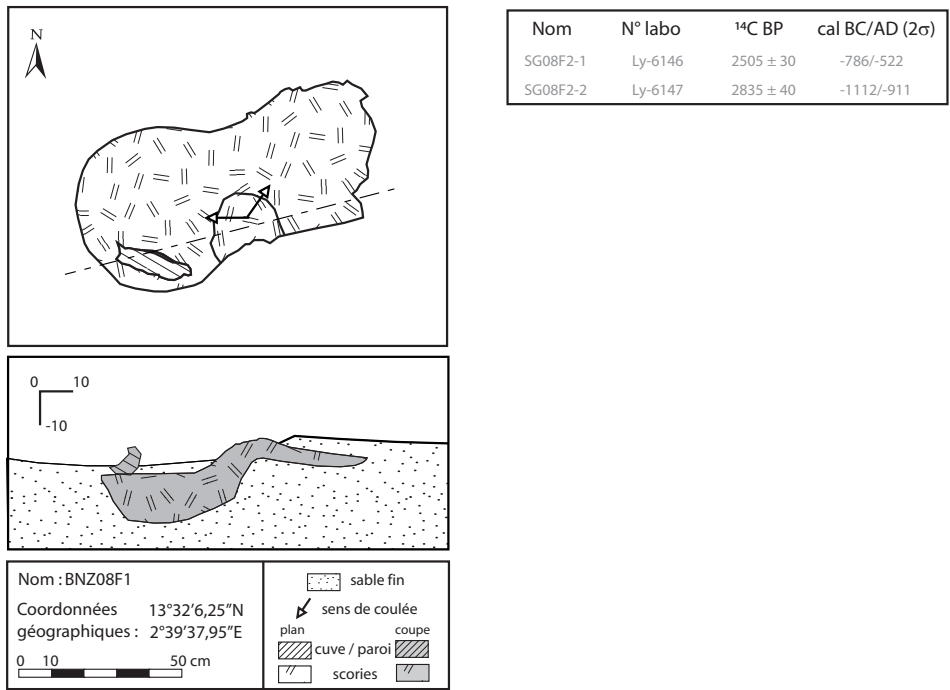 N
Nom N° labo ¹⁴C BP cal BC/AD (2σ)
SG08F2-1 Ly-6146 2505 ± 30 -786/-522
SG08F2-2 Ly-6147 2835 ± 40 -1112/-911
0 10
-10
Nom : BNZ08F1
Coordonnées 13°32’6,25”N
géographiques : 2°39’37,95”E
0 10 50 cm
sable fin
sens de coulée
plan coupe
cuve / paroi
scories